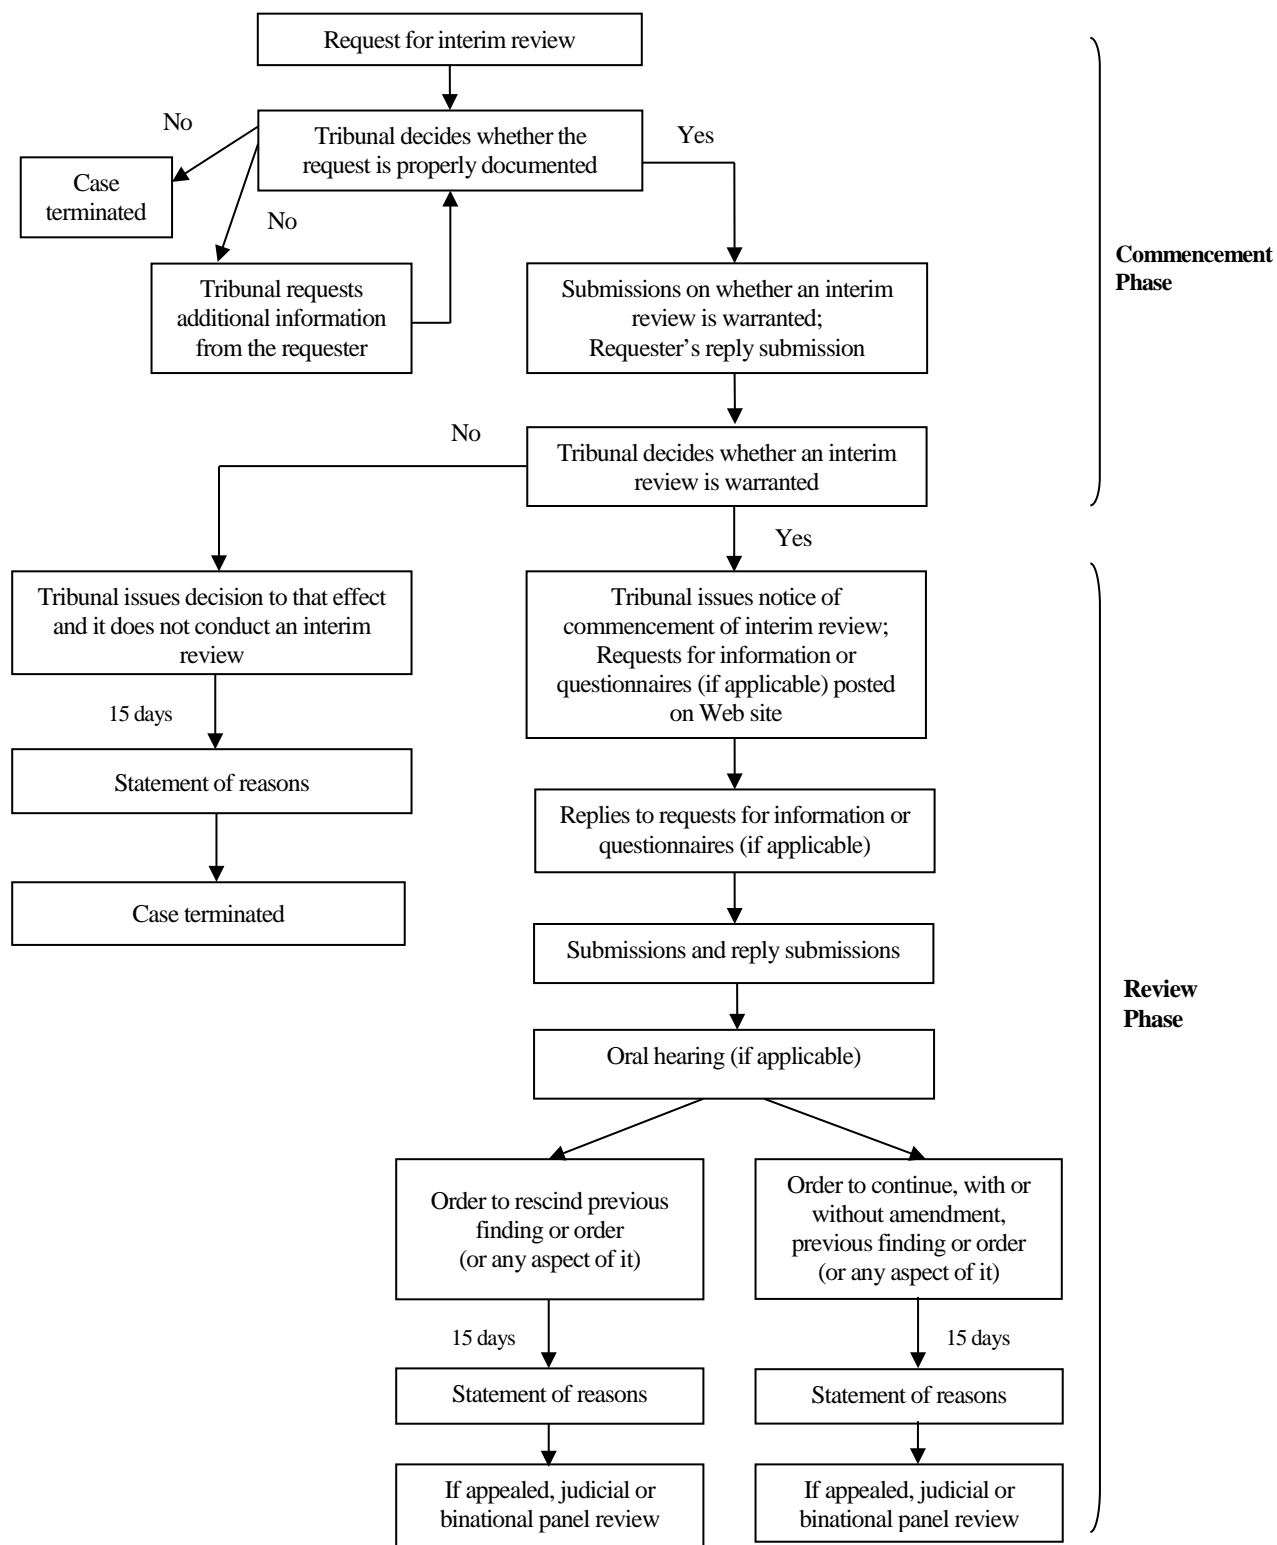 Request for interim review
No
Tribunal decides whether the
request is properly documented
Yes
Case
terminated
No
Tribunal requests
additional information
from the requester
Submissions on whether an interim
review is warranted;
Requester’s reply submission
Commencement
Phase
No
Tribunal decides whether an interim
review is warranted
Yes
Tribunal issues decision to that effect
and it does not conduct an interim
review
Tribunal issues notice of
commencement of interim review;
Requests for information or
questionnaires (if applicable) posted
on Web site
15 days
Statement of reasons
Replies to requests for information or
questionnaires (if applicable)
Case terminated
Submissions and reply submissions
Review
Phase
Oral hearing (if applicable)
Order to rescind previous
finding or order
(or any aspect of it)
Order to continue, with or
without amendment,
previous finding or order
(or any aspect of it)
15 days
15 days
Statement of reasons
Statement of reasons
If appealed, judicial or
binational panel review
If appealed, judicial or
binational panel review